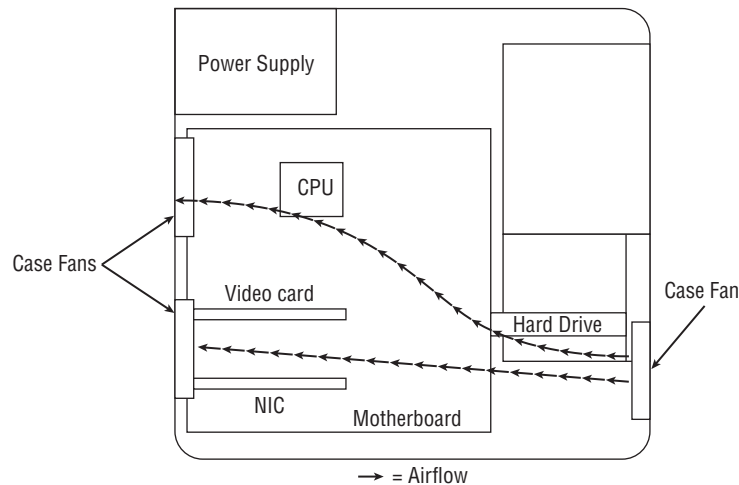 Power Supply
CPU
Case Fans
Video card
Case Fan
Hard Drive
NIC
Motherboard
= Airflow